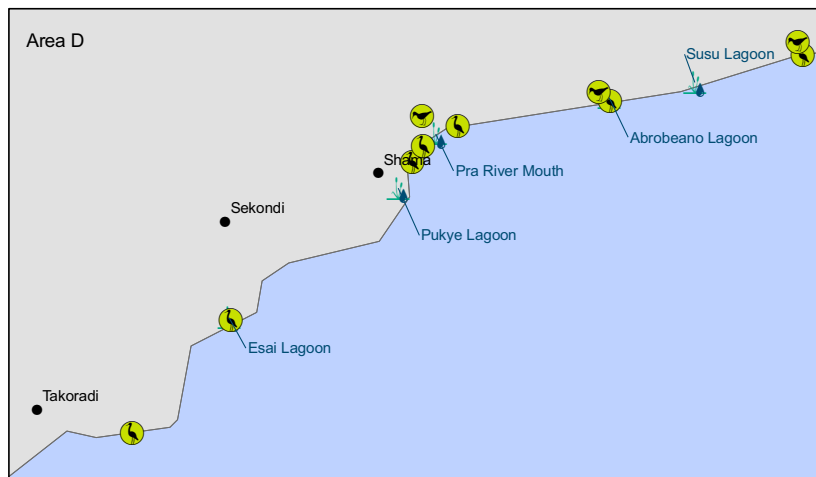 Area D
Susu Lagoon
Abrobeano Lagoon
Shama
Pra River Mouth
Sekondi
Pukye Lagoon
Esai Lagoon
Takoradi